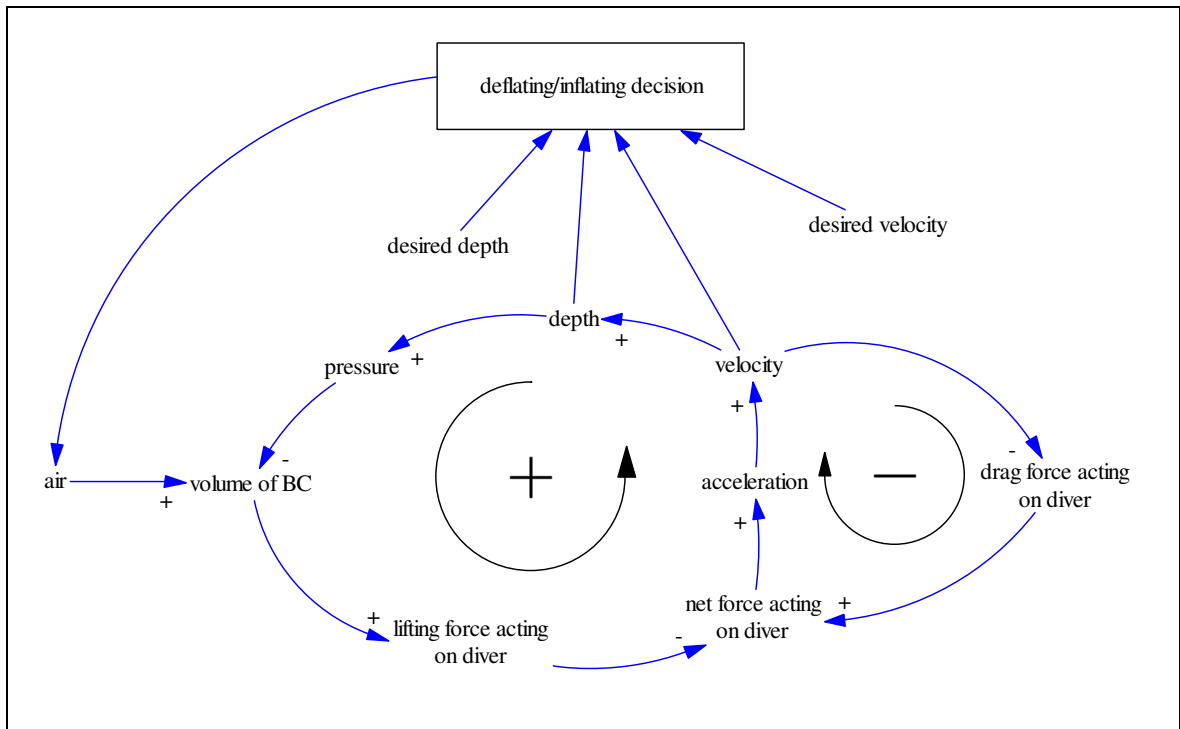 deflating/inflating decision
desired velocity
desired depth
depth
+
pressure
+
velocity
+
-
+
-
air
volume of BC
+
+
-
acceleration
drag force acting
on diver
+
net force acting
on diver
+
+
lifting force acting
on diver
-